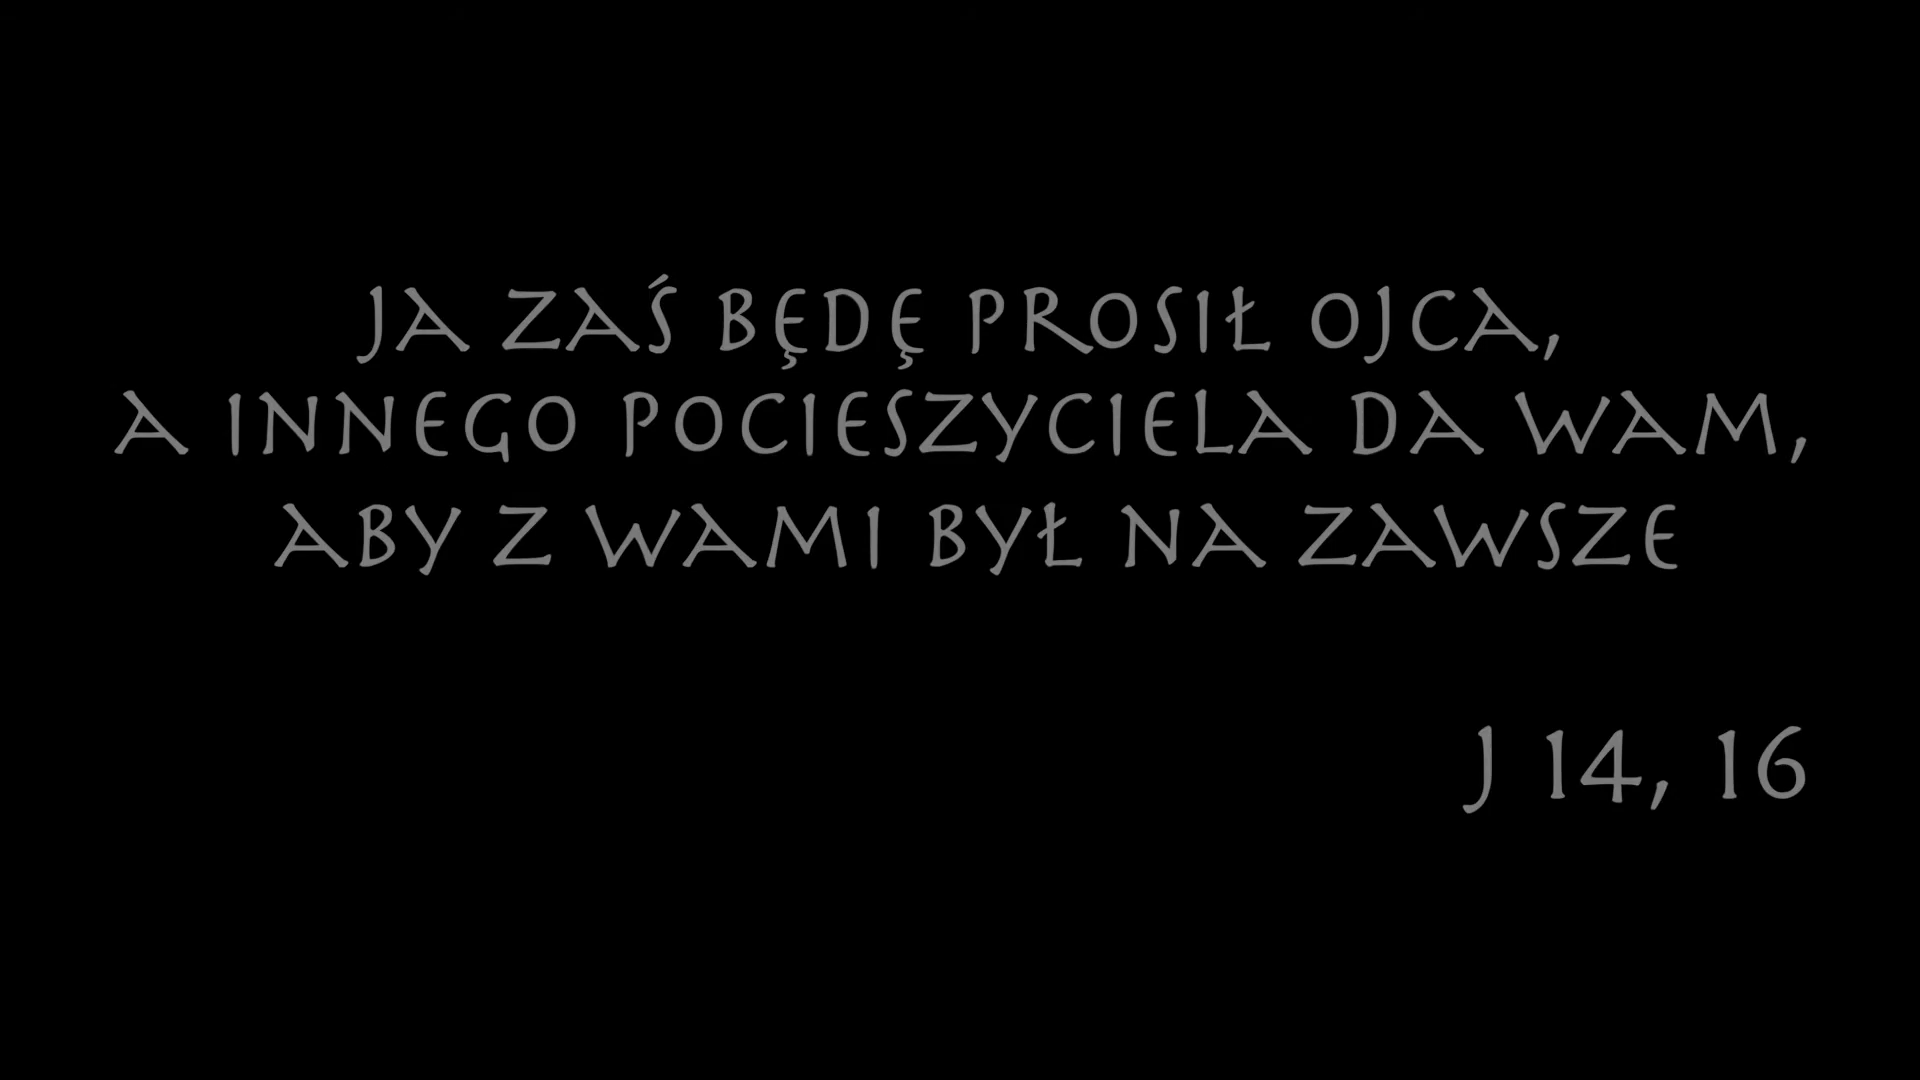 JA ZAŚ BĘDĘ PROSIŁ OJCA,
A INNEGO POCIESZYCIELA DA WAM,
ABY Z WAMI BYŁ NA ZAWSZE
J 14, 16